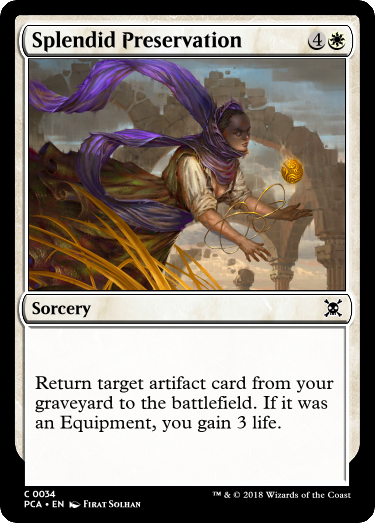 Splendid Preservation 4
Sorcery
Return target artifact card from your
graveyard to the battlefield. If it was
an Equipment, you gain 3 life.
C 0034
PCA • EN Firat Solhan
™ & © 2018 Wizards of the Coast